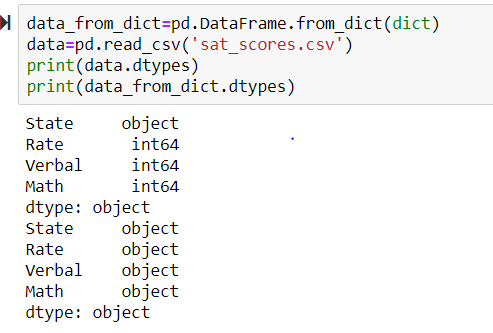 data_from_dict=pd.DataFrame.from_dict(dict)
data=pd.read_csv('sat_scores.csv')
print(data.dtypes)
print(data_from_dict.dtypes)
State     object
Rate       int64
Verbal     int64
Math       int64
dtype: object
State     object
Rate      object
Verbal    object
Math      object
dtype: object